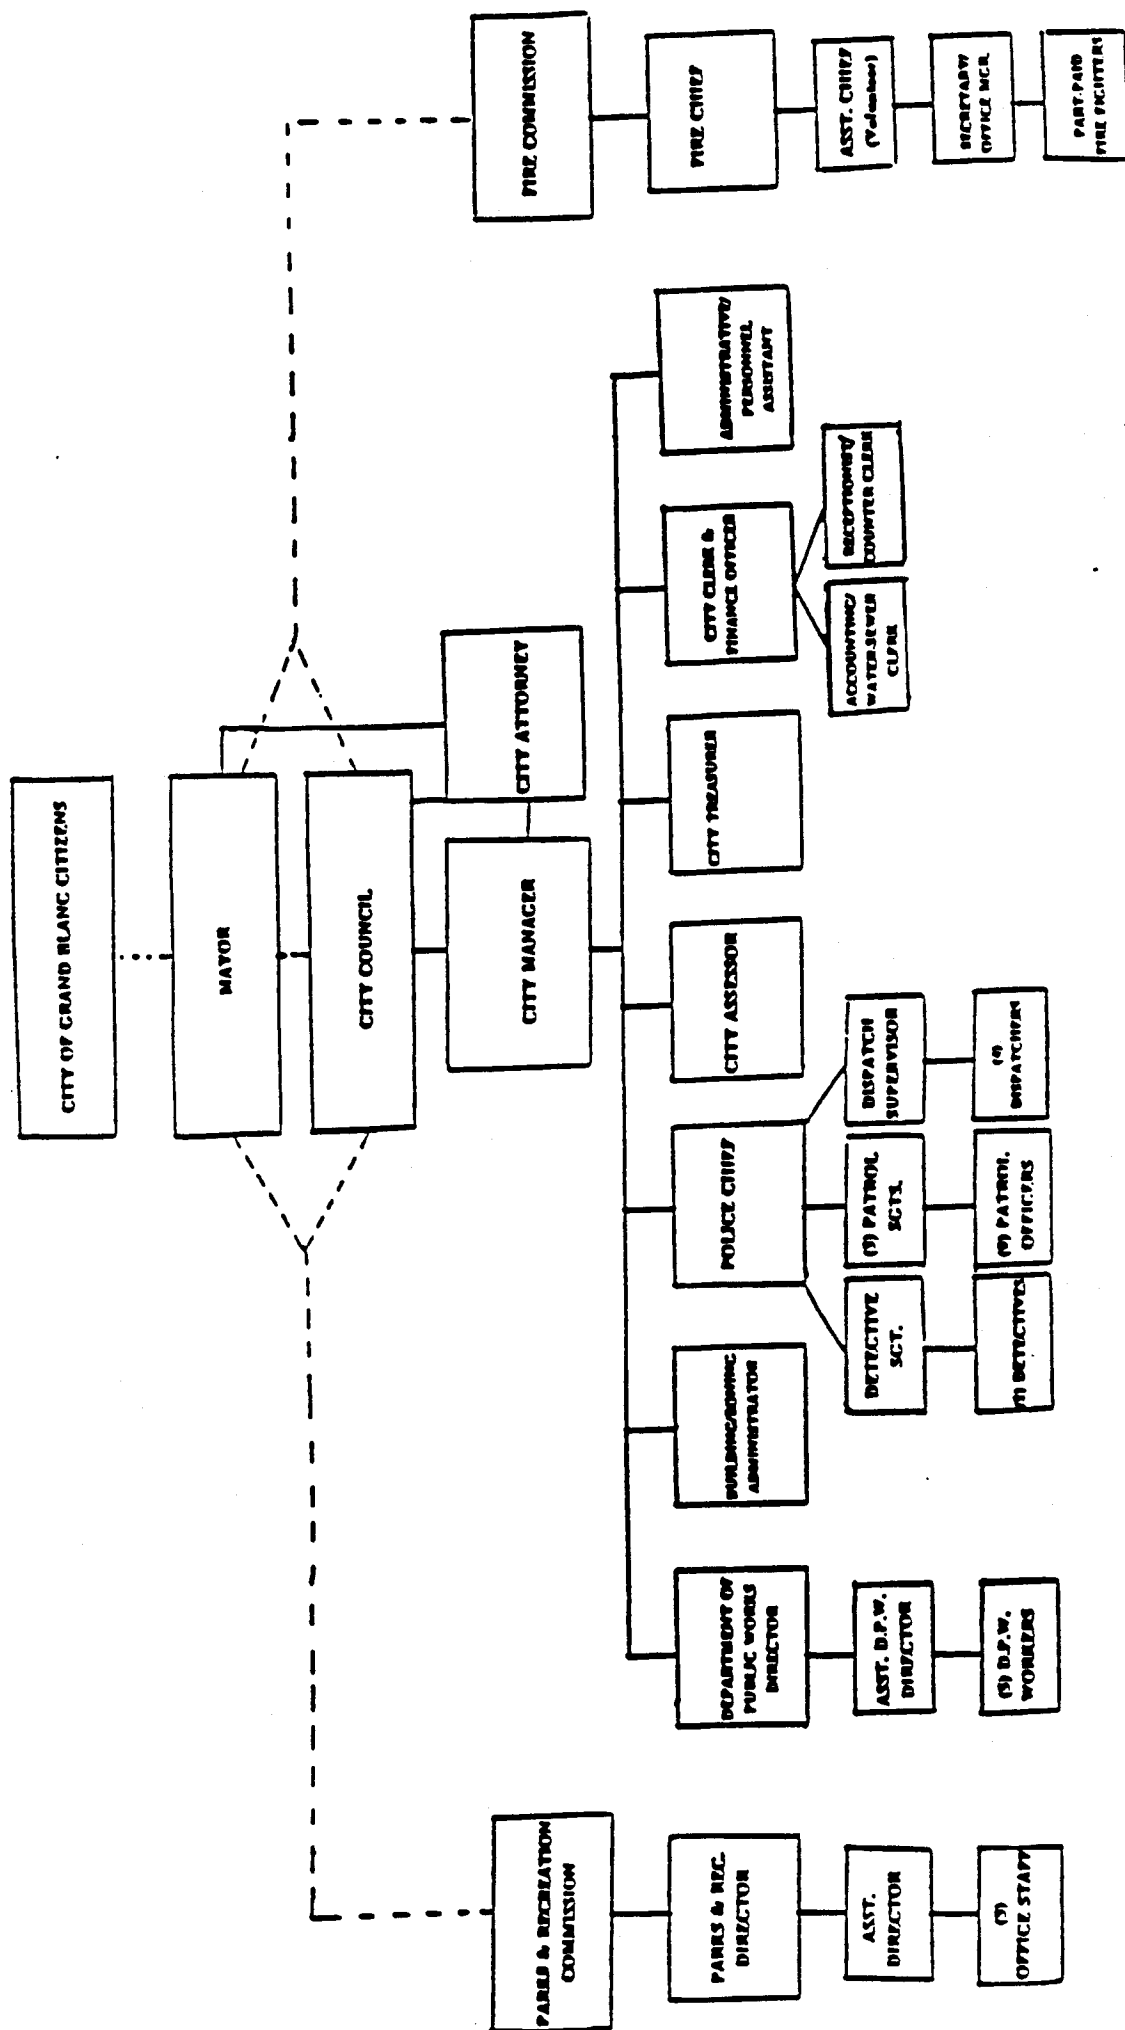 CITY OF GRAND BLANC CITIZENS
MAYOR
CITY COUNCIL
CITY MANAGER
CITY ATTORNEY
PARKS & RECREATION
COMMISSION
FIRE COMMISSION
PARKS & REC.
DIRECTOR
DEPARTMENT OF
PUBLIC WORKS
DIRECTOR
BUILDING/ZONING
ADMINISTRATOR
POLICE CHIEF
CITY ASSESSOR
CITY TREASURER
CITY CLERK &
FINANCE OFFICER
ADMINISTRATIVE/
PERSONNEL
ASSISTANT
FIRE CHIEF
ASST.
DIRECTOR
ASST. D.P.W.
DIRECTOR
DETECTIVE
SGT.
PATROL
SGTS.
DISPATCH
SUPERVISOR
ACCOUNTING/
WATER-SEWER
CLERK
RECEPTIONIST/
COUNTER CLERK
ASST. CHIEF
(Volunteer)
OFFICE STAFF
(5) D.P.W.
WORKERS
DETECTIVES
PATROL
OFFICERS
DISPATCHERS
SECRETARY/
OFFICE MGR.
PART-PAID
FIRE FIGHTERS